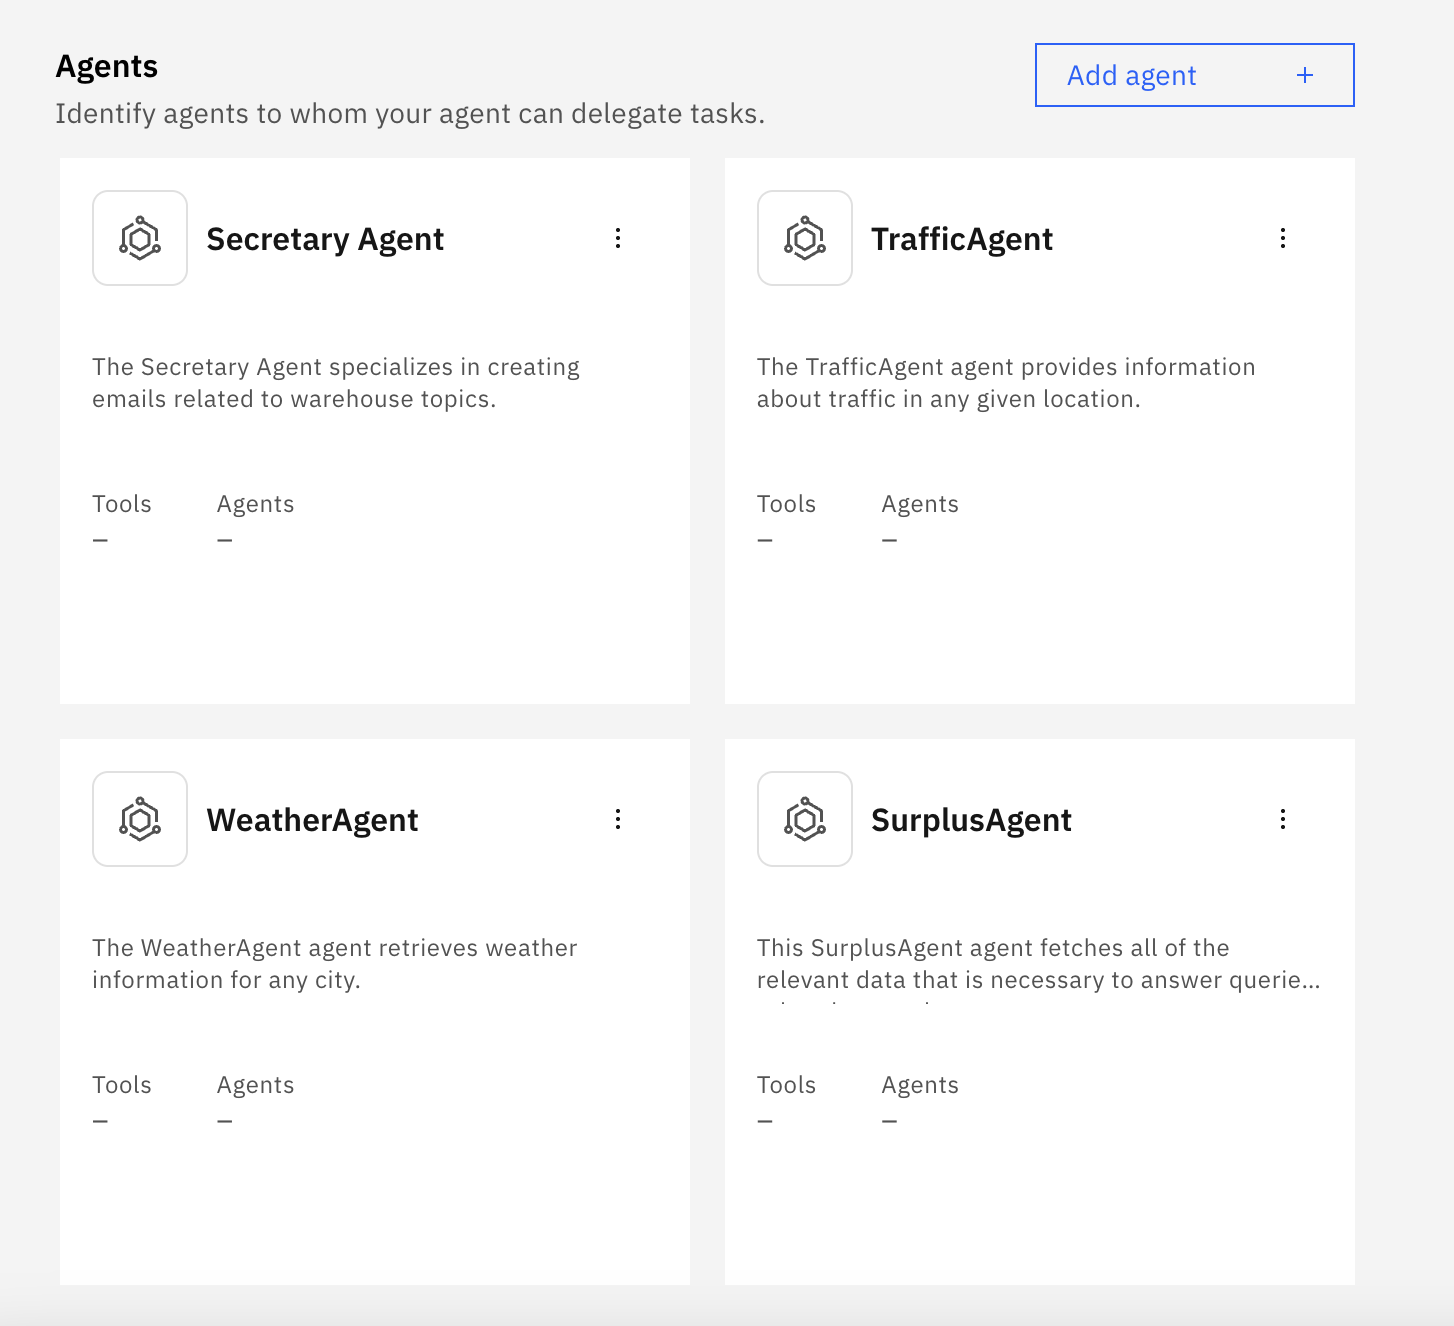 Agents
Add agent +
Identify agents to whom your agent can delegate tasks.
Secretary Agent
The Secretary Agent specializes in creating
emails related to warehouse topics.
Tools Agents
– –
TrafficAgent
The TrafficAgent agent provides information
about traffic in any given location.
Tools Agents
– –
WeatherAgent
The WeatherAgent agent retrieves weather
information for any city.
Tools Agents
– –
SurplusAgent
This SurplusAgent agent fetches all of the
relevant data that is necessary to answer querie...
Tools Agents
– –